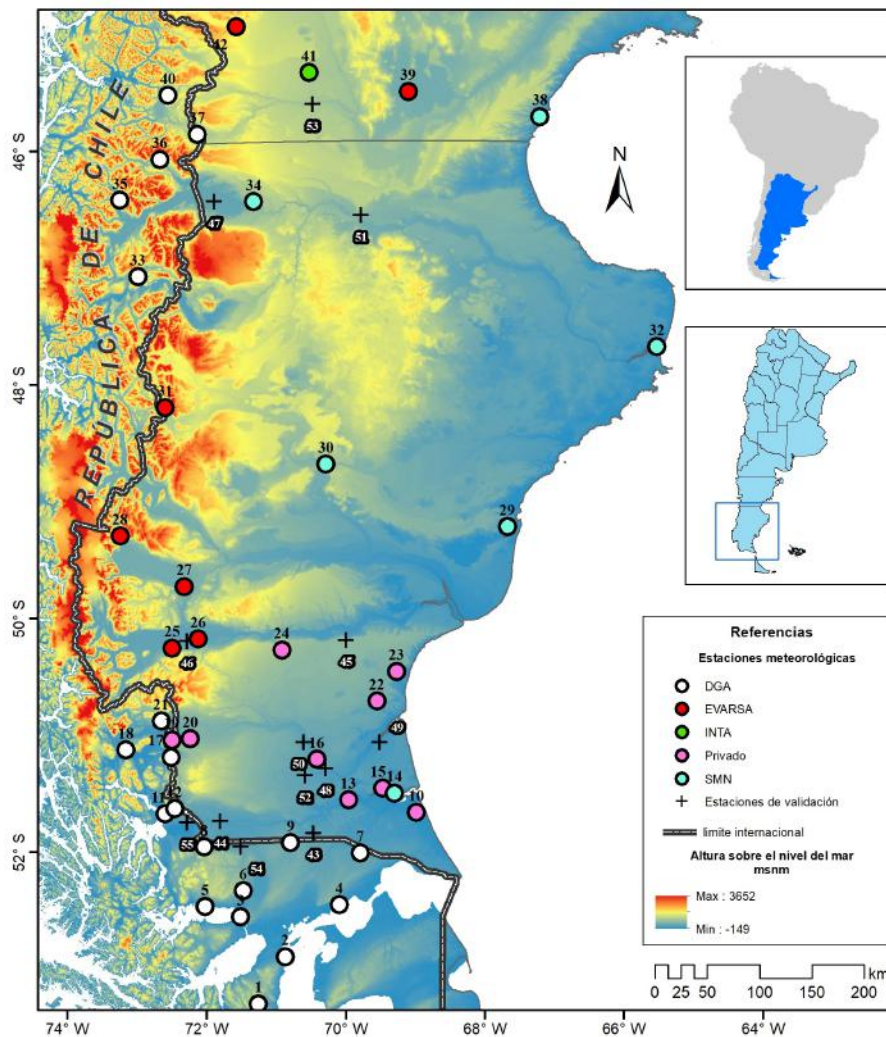 42
41
39
40
38
53
37
46° S
36
35
34
47
51
33
REPÚBLICA DE CHILE
N
32
48° S
31
30
29
28
27
26
25
24
23
46
45
50° S
22
21
49
19
20
18
17
16
50
15
14
13
48
52
10
12
11
9
8
7
55
44
43
52° S
54
6
5
3
4
2
1
74° W
72° W
70° W
68° W
66° W
64° W
Referencias
Estaciones meteorológicas
DGA
EVARSA
INTA
Privado
SMN
Estaciones de validación
limite internacional
Altura sobre el nivel del mar
msnm
Max : 3652
Min : -149
km
0 25 50 100 150 200